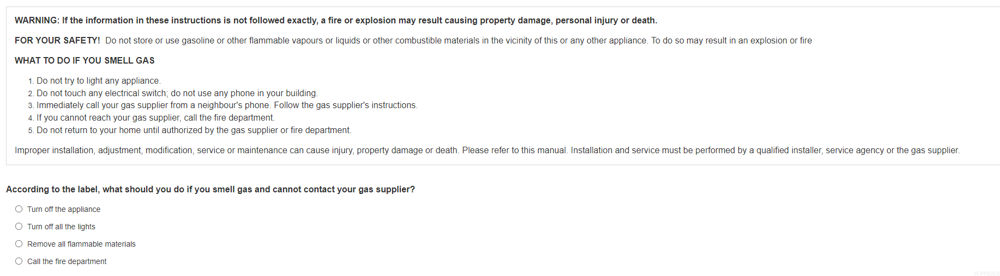 WARNING: If the information in these instructions is not followed exactly, a fire or explosion may result causing property damage, personal injury or death.
FOR YOUR SAFETY! Do not store or use gasoline or other flammable vapours or liquids or other combustible materials in the vicinity of this or any other appliance. To do so may result in an explosion or fire
WHAT TO DO IF YOU SMELL GAS
1. Do not try to light any appliance.
2. Do not touch any electrical switch; do not use any phone in your building.
3. Immediately call your gas supplier from a neighbour's phone. Follow the gas supplier's instructions.
4. If you cannot reach your gas supplier, call the fire department.
5. Do not return to your home until authorized by the gas supplier or fire department.
Improper installation, adjustment, modification, service or maintenance can cause injury, property damage or death. Please refer to this manual. Installation and service must be performed by a qualified installer, service agency or the gas supplier.
According to the label, what should you do if you smell gas and cannot contact your gas supplier?
Turn off the appliance
Turn off all the lights
Remove all flammable materials
Call the fire department